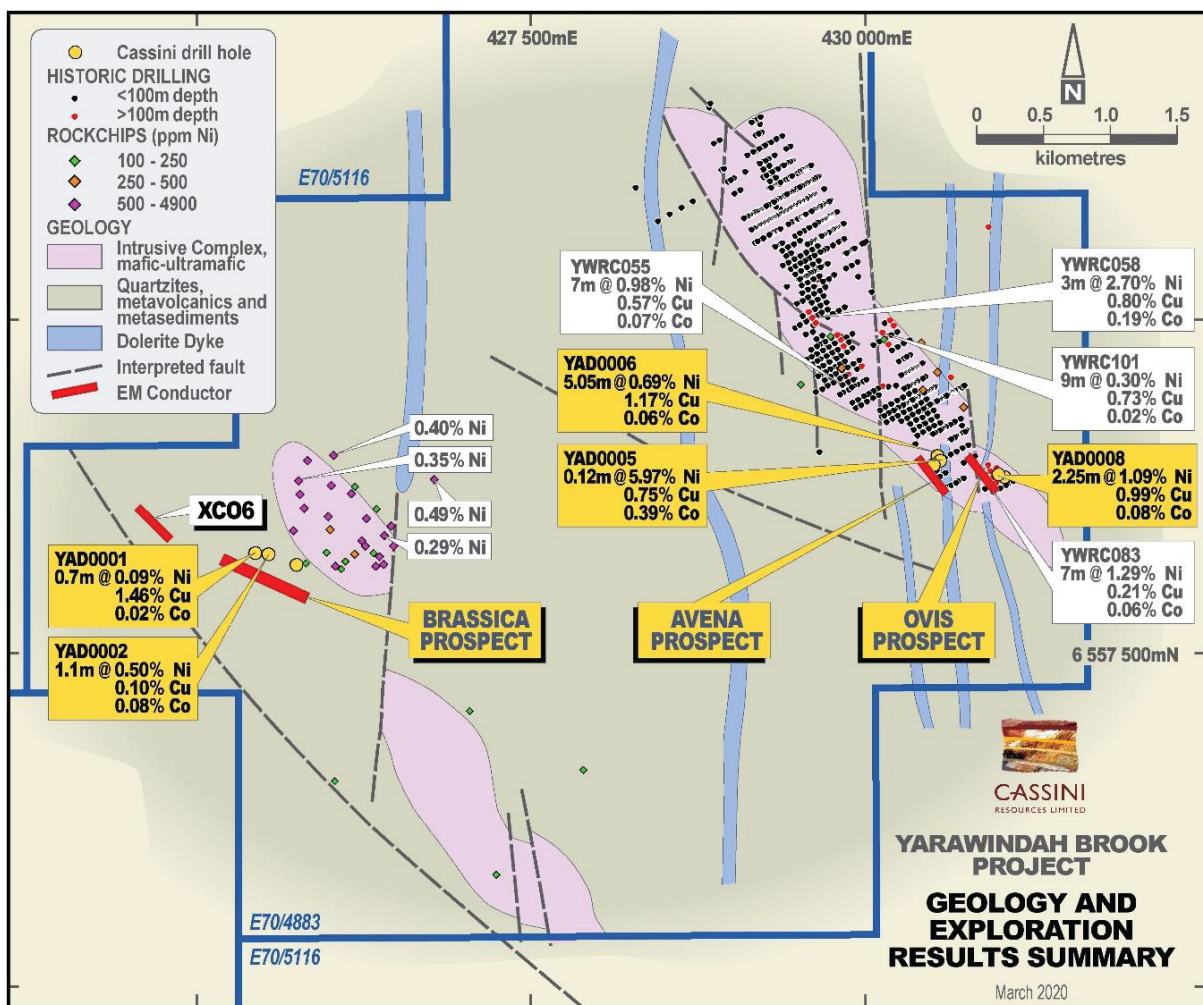 427 500mE
430 000mE
Cassini drill hole
HISTORIC DRILLING
<100m depth
>100m depth
ROCKCHIPS (ppm Ni)
100 - 250
250 - 500
500 - 4900
GEOLOGY
Intrusive Complex,
mafic-ultramafic
Quartzites,
metavolcanics and
metasediments
Dolerite Dyke
Interpreted fault
EM Conductor
N
0 0.5 1.0 1.5
kilometres
E70/5116
YWRC055
7m @ 0.98% Ni
0.57% Cu
0.07% Co
YWRC058
3m @ 2.70% Ni
0.80% Cu
0.19% Co
YAD0006
5.05m @ 0.69% Ni
1.17% Cu
0.06% Co
YWRC101
9m @ 0.30% Ni
0.73% Cu
0.02% Co
YAD0005
0.12m @ 5.97% Ni
0.75% Cu
0.39% Co
YAD0008
2.25m @ 1.09% Ni
0.99% Cu
0.08% Co
0.40% Ni
0.35% Ni
0.49% Ni
0.29% Ni
XCO6
YAD0001
0.7m @ 0.09% Ni
1.46% Cu
0.02% Co
YWRC083
7m @ 1.29% Ni
0.21% Cu
0.06% Co
BRASSICA
PROSPECT
AVENA
PROSPECT
OVIS
PROSPECT
YAD0002
1.1m @ 0.50% Ni
0.10% Cu
0.08% Co
6 557 500mN
CASSINI
RESOURCES LIMITED
YARAWINDAH BROOK
PROJECT
GEOLOGY AND
EXPLORATION
RESULTS SUMMARY
March 2020
E70/4883
E70/5116